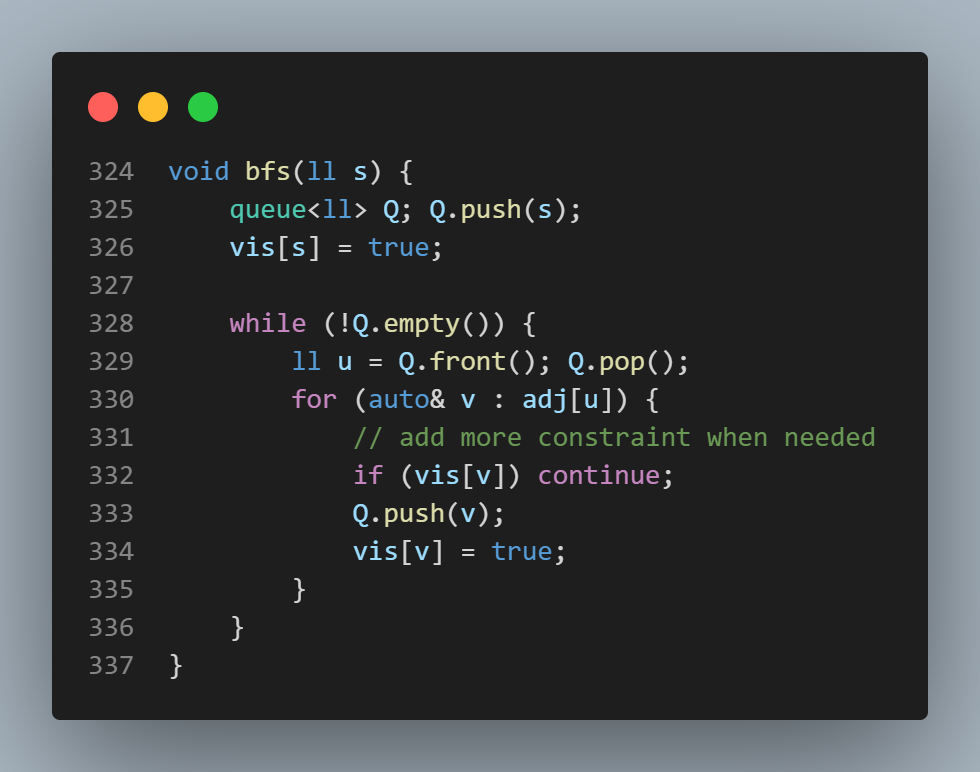 324 void bfs(ll s) {
325     queue<ll> Q; Q.push(s);
326     vis[s] = true;
327
328     while (!Q.empty()) {
329         ll u = Q.front(); Q.pop();
330         for (auto& v : adj[u]) {
331             // add more constraint when needed
332             if (vis[v]) continue;
333             Q.push(v);
334             vis[v] = true;
335         }
336     }
337 }